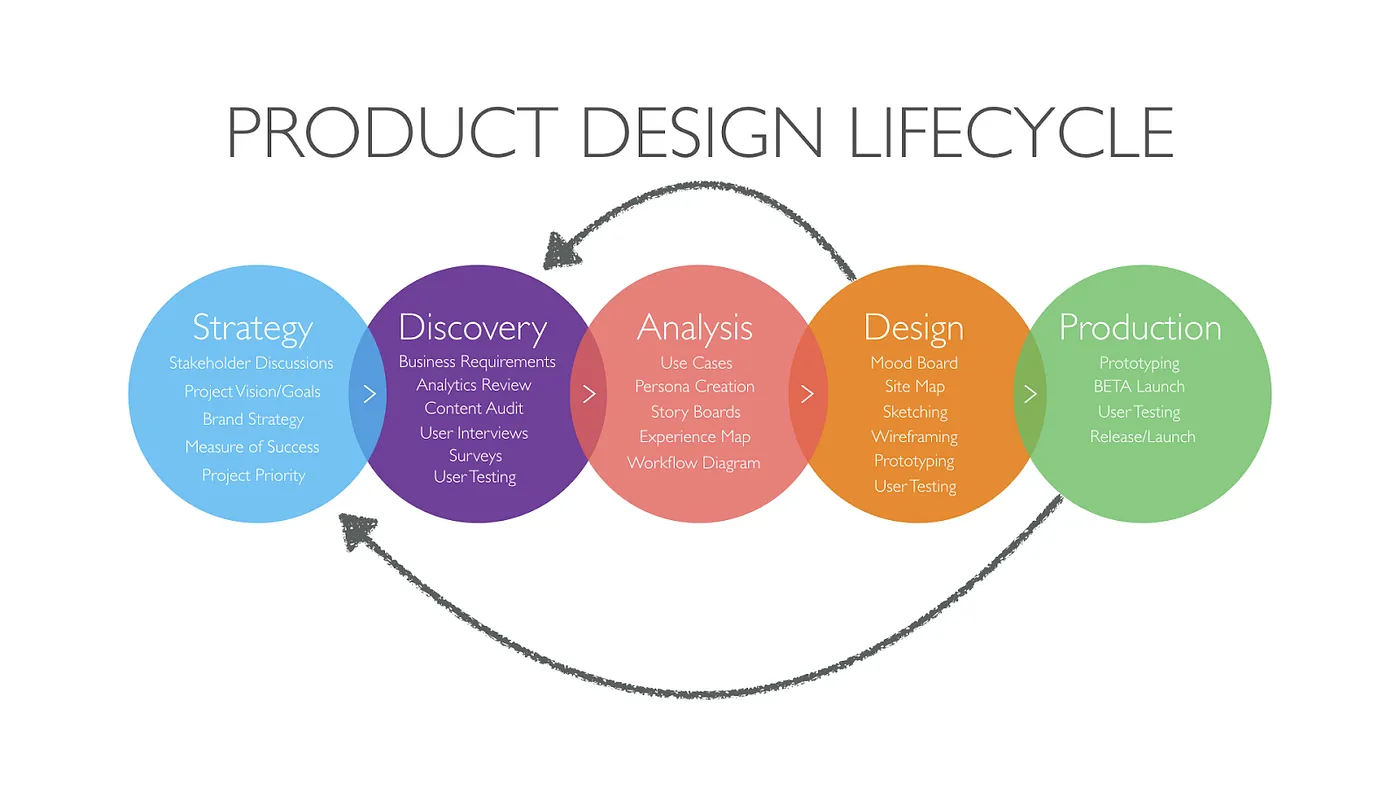 PRODUCT DESIGN LIFECYCLE
Strategy
Stakeholder Discussions
Project Vision/Goals
Brand Strategy
Measure of Success
Project Priority
Discovery
Business Requirements
Analytics Review
Content Audit
User Interviews
Surveys
User Testing
Analysis
Use Cases
Persona Creation
Story Boards
Experience Map
Workflow Diagram
Design
Mood Board
Site Map
Sketching
Wireframing
Prototyping
User Testing
Production
Prototyping
BETA Launch
User Testing
Release/Launch